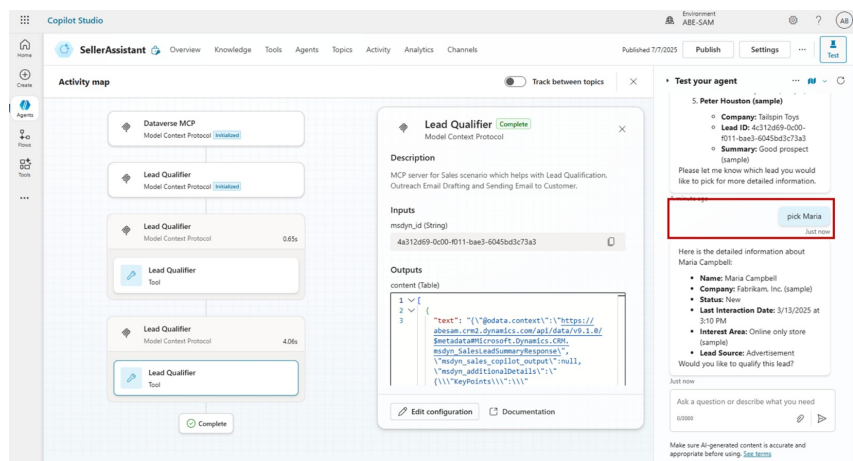 Copilot Studio
Environment
ABE-SAM
?
AB
Home
Create
Agents
Flows
Tools
SellerAssistant
Overview
Knowledge
Tools
Agents
Topics
Activity
Analytics
Channels
Published 7/7/2025
Publish
Settings
Test
Activity map
Track between topics
Dataverse MCP
Model Context Protocol
Initialized
Lead Qualifier
Model Context Protocol
Initialized
Lead Qualifier
Model Context Protocol
0.65s
Lead Qualifier
Tool
Lead Qualifier
Model Context Protocol
4.06s
Lead Qualifier
Tool
Complete
Lead Qualifier
Complete
Model Context Protocol
Description
MCP server for Sales scenario which helps with Lead Qualification,
Outreach Email Drafting and Sending Email to Customer.
Inputs
msdyn_id (String)
4a312d69-0c00-f011-bae3-6045bd3c73a3
Outputs
content (Table)
1 [
2 {
3 "text": "{\"@odata.context\":\"https://
abesam.crm2.dynamics.com/api/data/v9.1.0/
$metadata#Microsoft.Dynamics.CRM.
msdyn_SalesLeadSummaryResponse\",
\"msdyn_sales_copilot_output\":null,
\"msdyn_additionalDetails\":\"
{\\\"KeyPoints\\\":\\\"
Edit configuration
Documentation
Test your agent
5. Peter Houston (sample)
Company: Tailspin Toys
Lead ID: 4c312d69-0c00-
f011-bae3-6045bd3c73a3
Summary: Good prospect
(sample)
Please let me know which lead you would
like to pick for more detailed information.
minute ago
pick Maria
Just now
Here is the detailed information about
Maria Campbell:
Name: Maria Campbell
Company: Fabrikam, Inc. (sample)
Status: New
Last Interaction Date: 3/13/2025 at
3:10 PM
Interest Area: Online only store
(sample)
Lead Source: Advertisement
Would you like to qualify this lead?
Just now
Ask a question or describe what you need
0/2000
Make sure AI-generated content is accurate and
appropriate before using. See terms